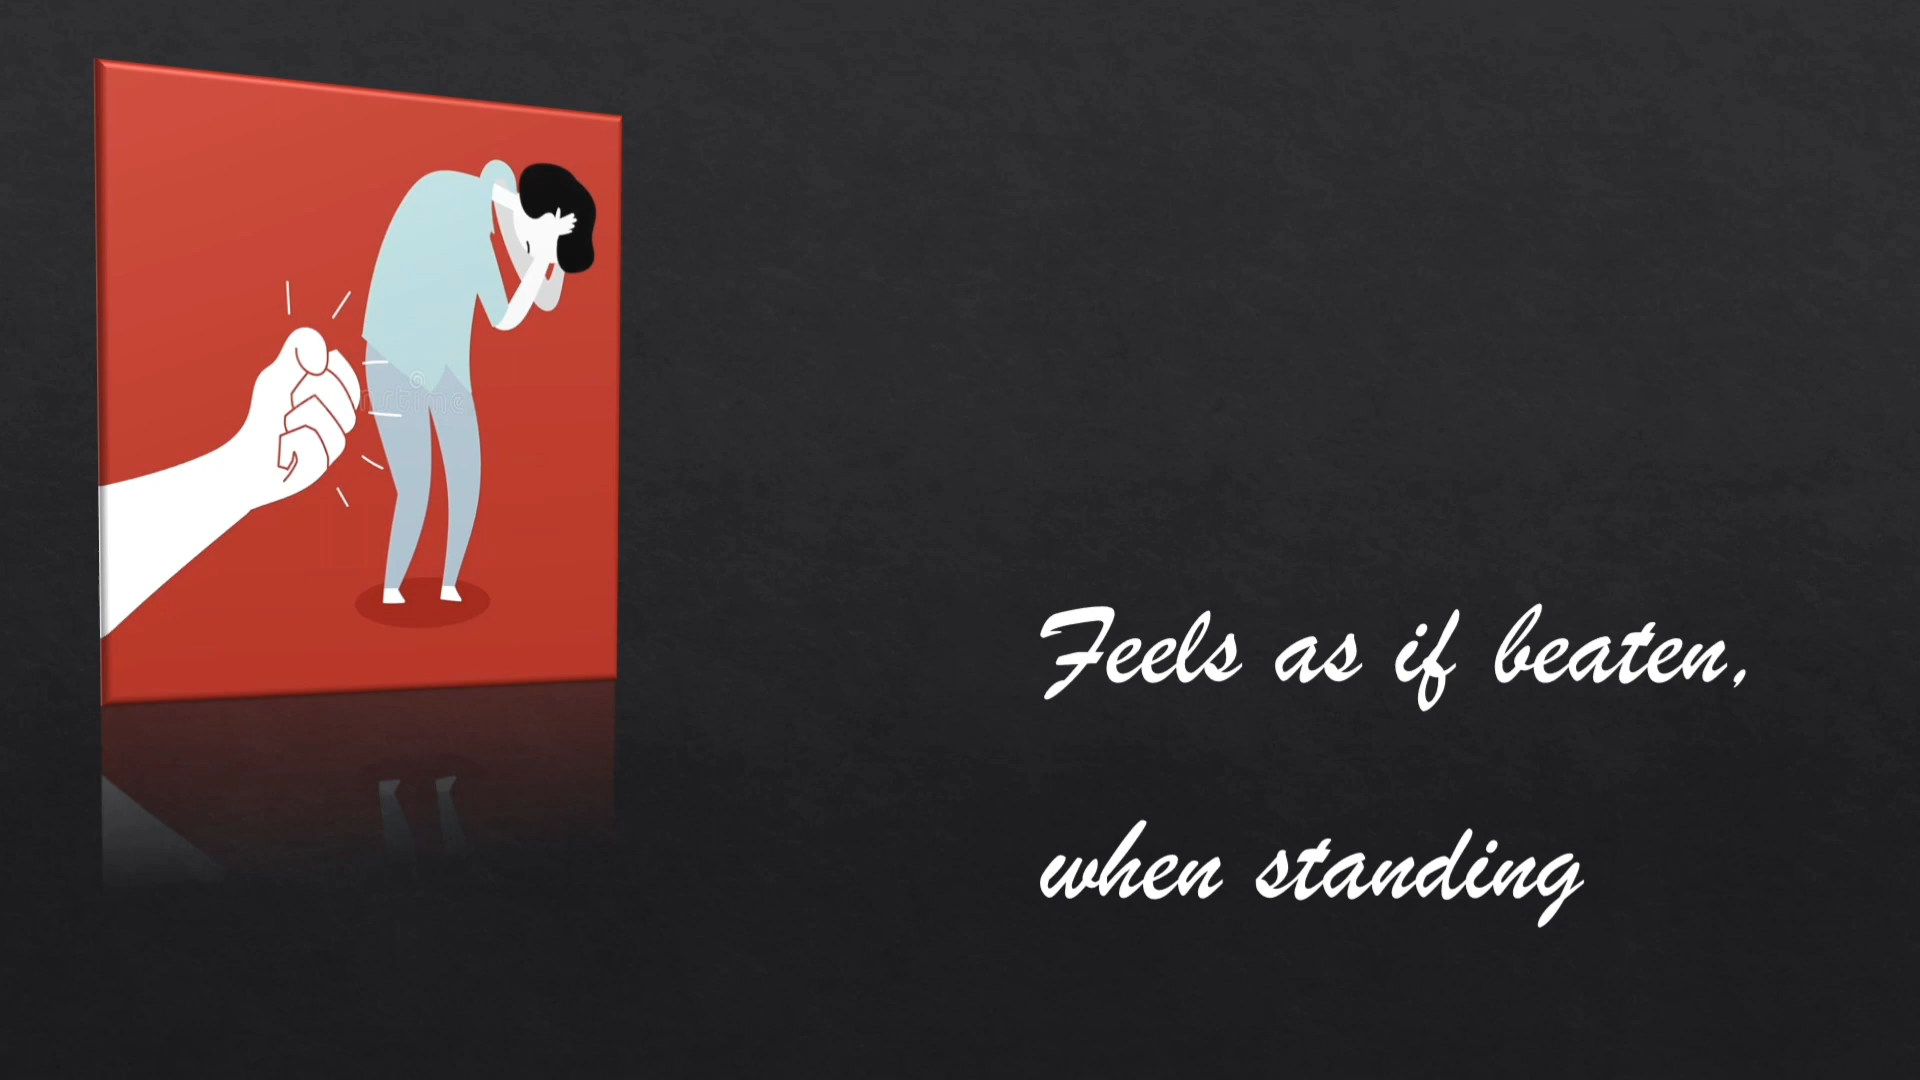 Feels as if beaten,
when standing